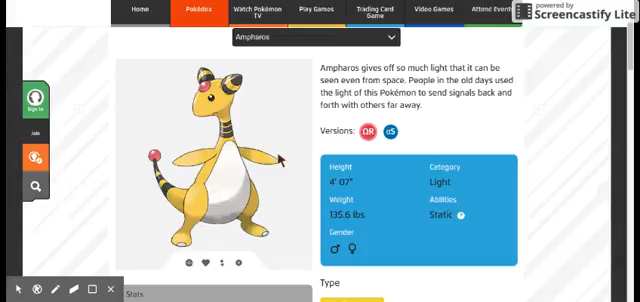 Home
Pokédex
Watch Pokémon
TV
Play Games
Trading Card
Game
Video Games
Attend Events
powered by
Screencastify Lite
Ampharos
Ampharos gives off so much light that it can be
seen even from space. People in the old days used
the light of this Pokémon to send signals back and
forth with others far away.
Sign In
Join
Versions:
ΩR
αS
Height
4' 07"
Category
Light
Weight
135.6 lbs
Abilities
Static
Gender
Stats
Type